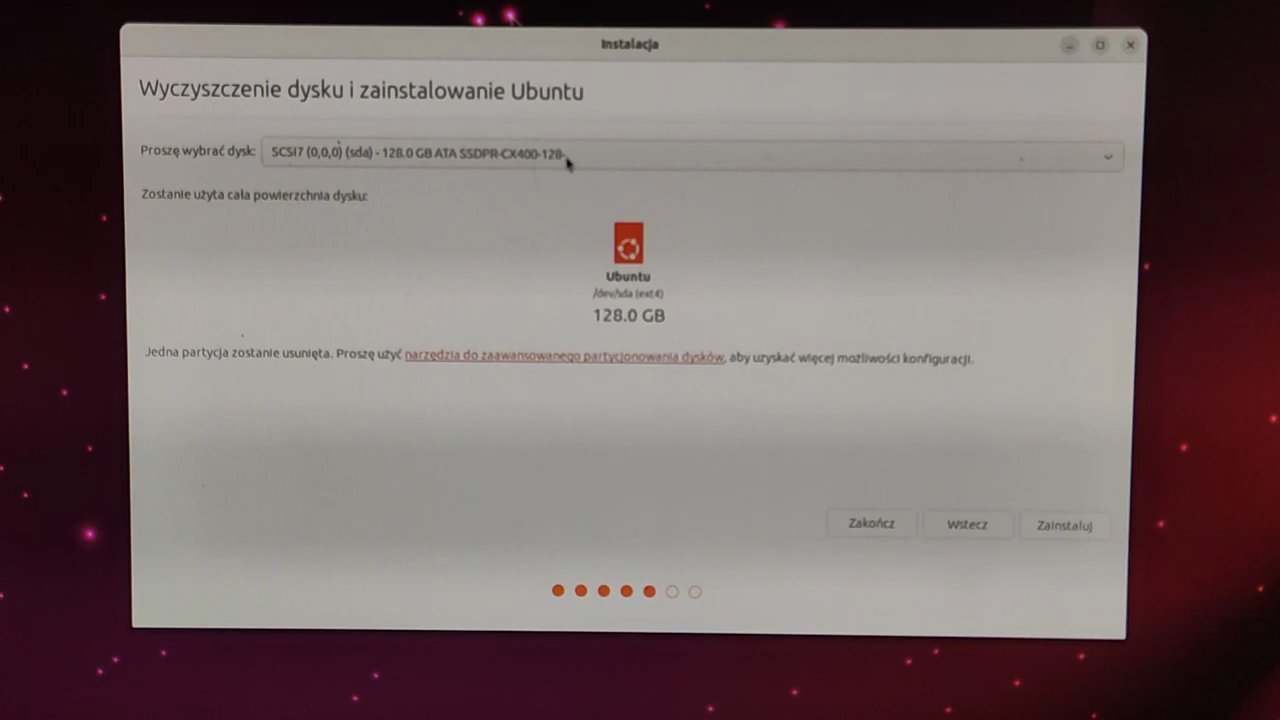 Instalacja
Wyczyszczenie dysku i zainstalowanie Ubuntu
Proszę wybrać dysk: SCSI7 (0,0,0) (sda) - 128.0 GB ATA SSDPR-CX400-128-
Zostanie użyta cała powierzchnia dysku:
Ubuntu
/dev/sda (ext4)
128.0 GB
Jedna partycja zostanie usunięta. Proszę użyć narzędzia do zaawansowanego partycjonowania dysków, aby uzyskać więcej możliwości konfiguracji.
Zakończ Wstecz Zainstaluj